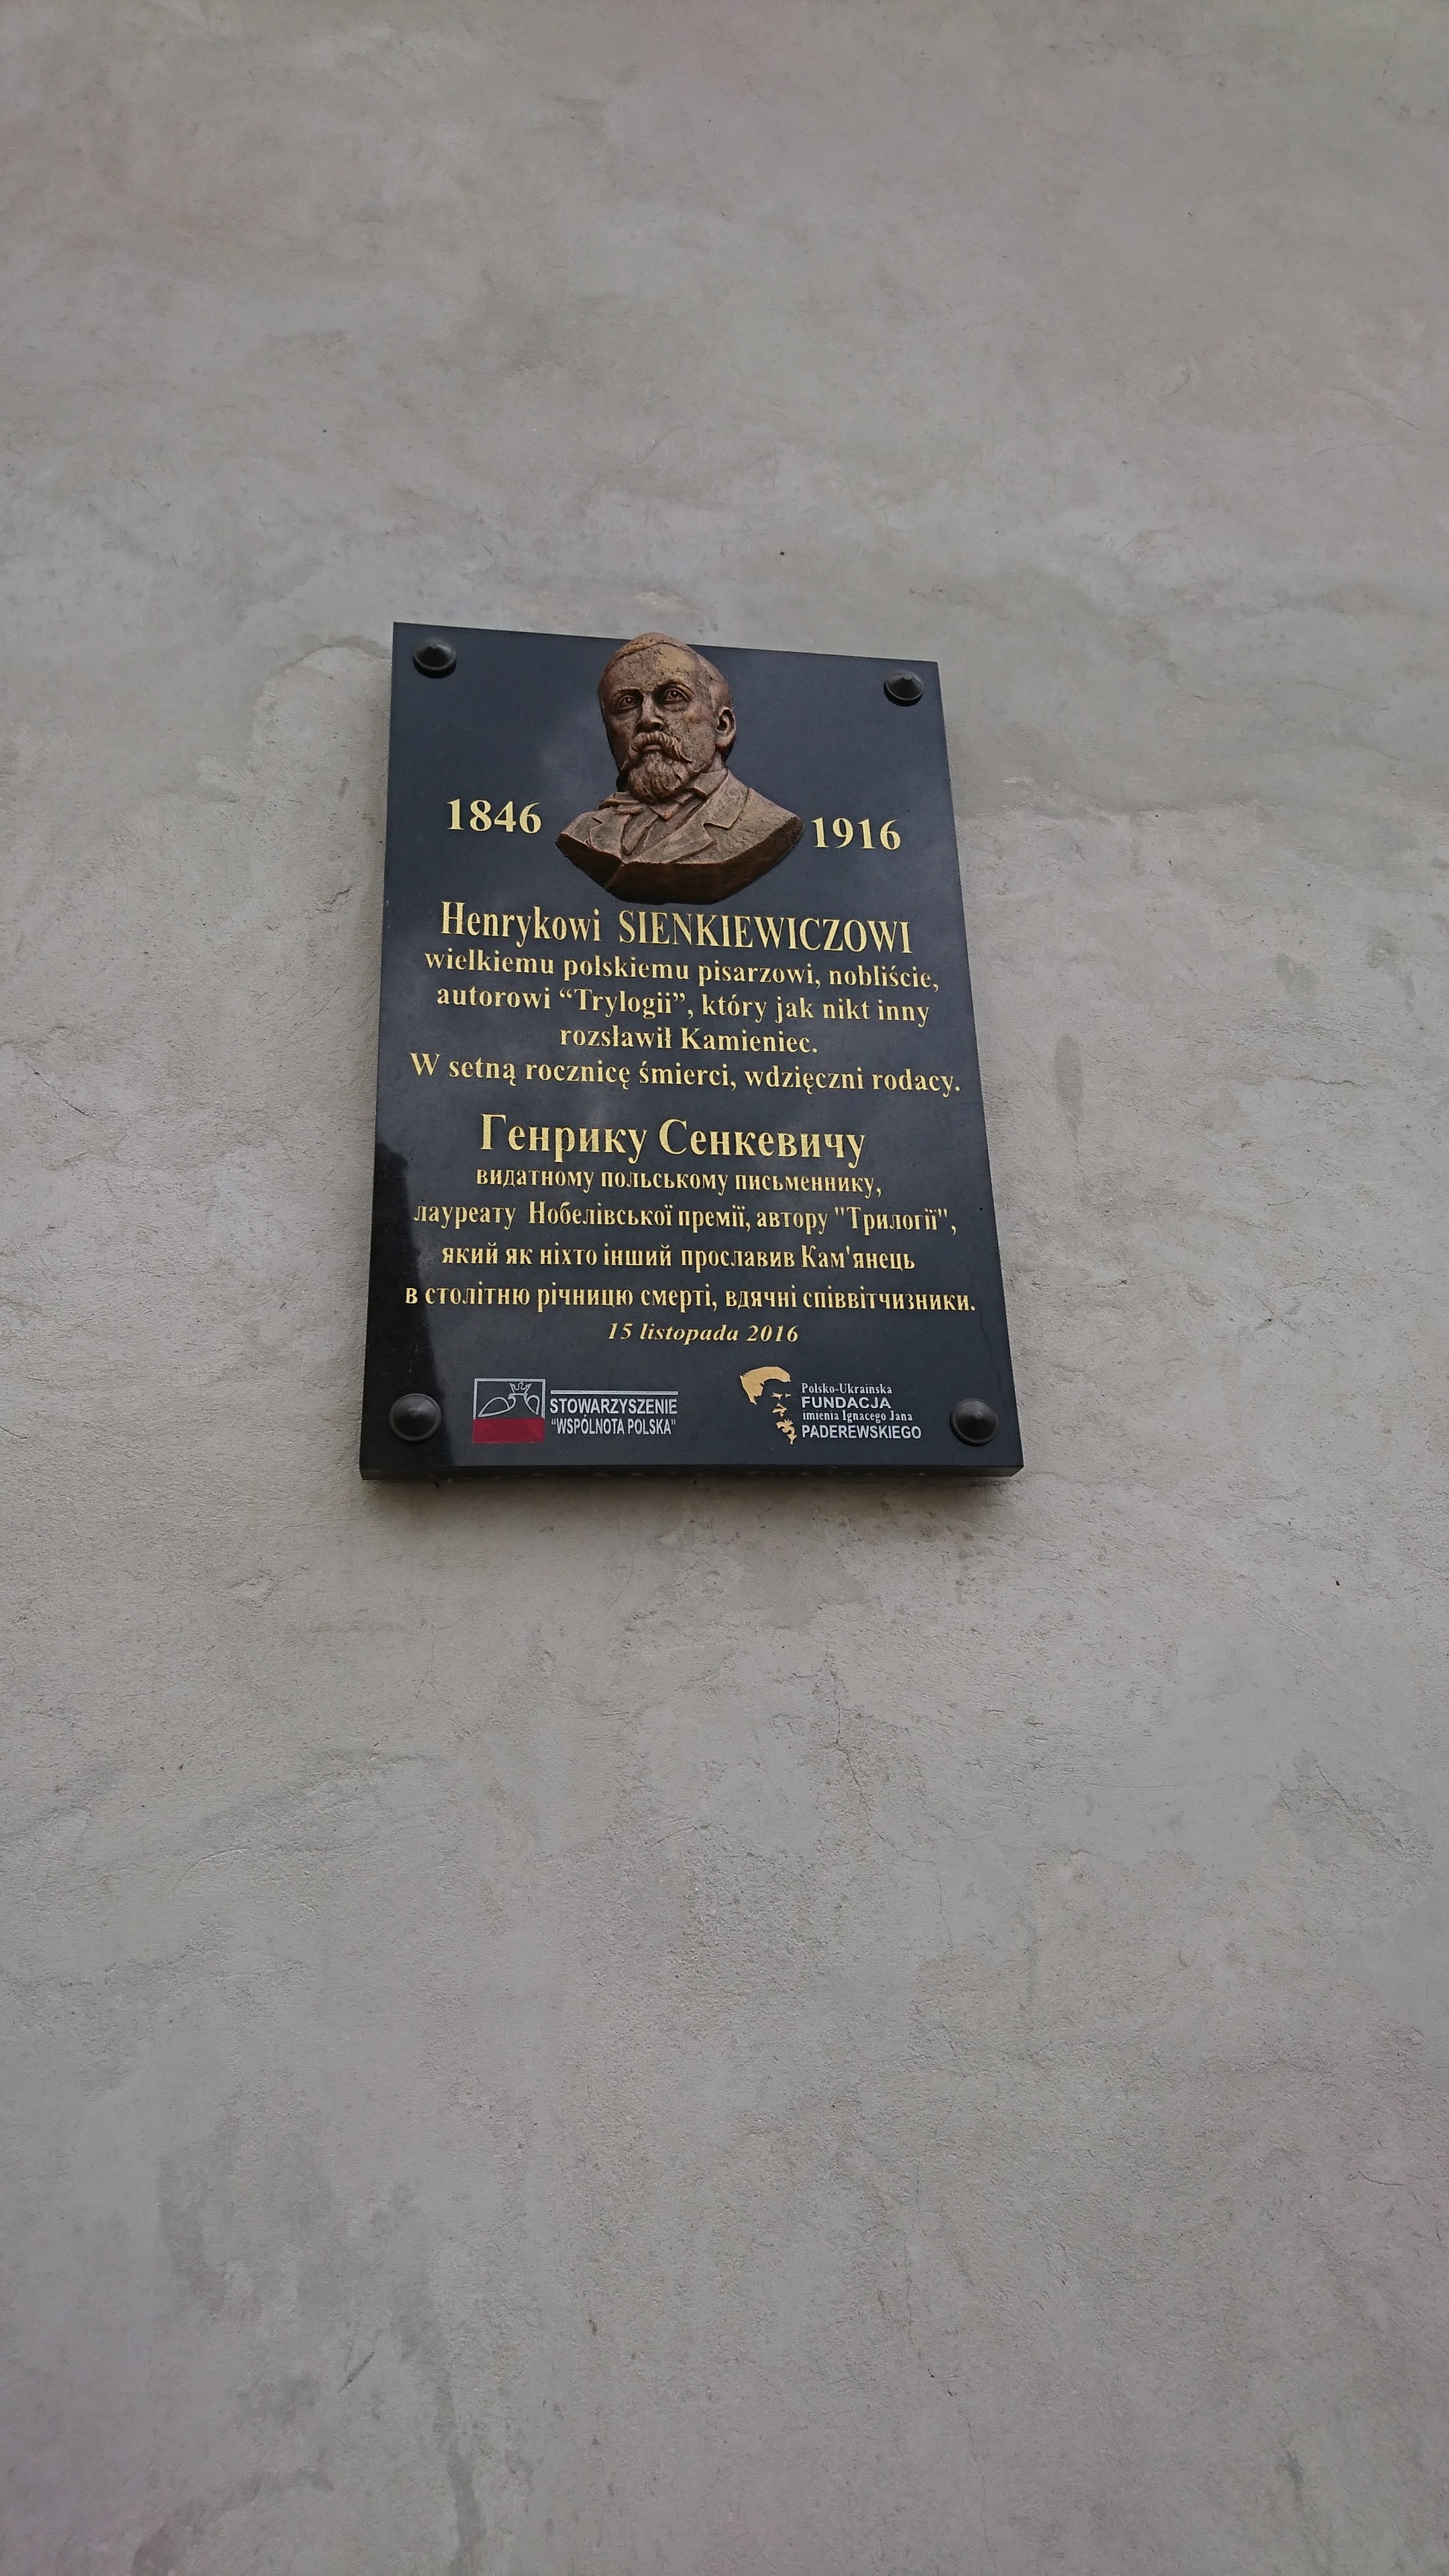 1846 1916
Henrykowi SIENKIEWICZOWI
wielkiemu polskiemu pisarzowi, nobliście,
autorowi “Trylogii”, który jak nikt inny
rozsławił Kamieniec.
W setną rocznicę śmierci, wdzięczni rodacy.
Генрику Сенкевичу
видатному польському письменнику,
лауреату Нобелівської премії, автору "Трилогії",
який як ніхто інший прославив Кам'янець
в столітню річницю смерті, вдячні співвітчизники.
15 listopada 2016
STOWARZYSZENIE
“WSPÓLNOTA POLSKA”
Polsko-Ukraińska
FUNDACJA
imienia Ignacego Jana
PADEREWSKIEGO